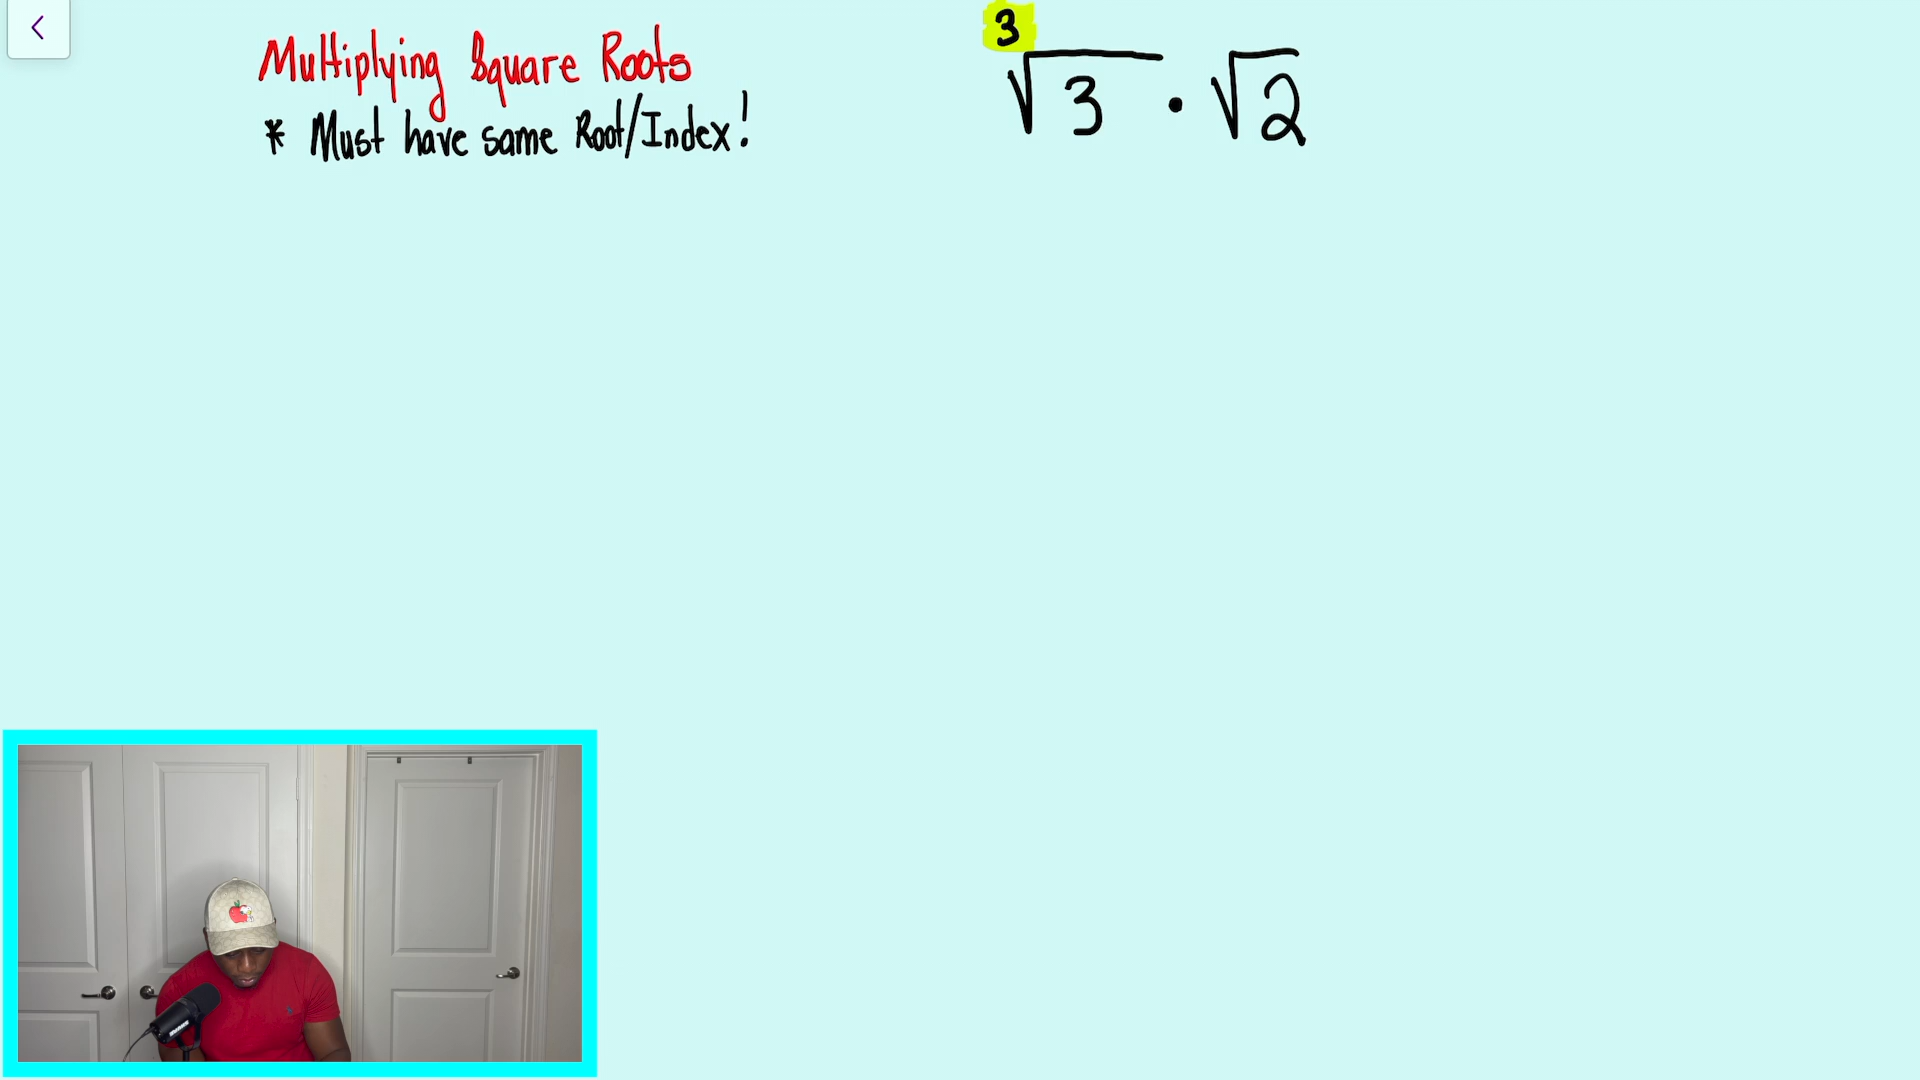 Multiplying Square Roots
* Must have same Root/Index!
3
√3 · √2